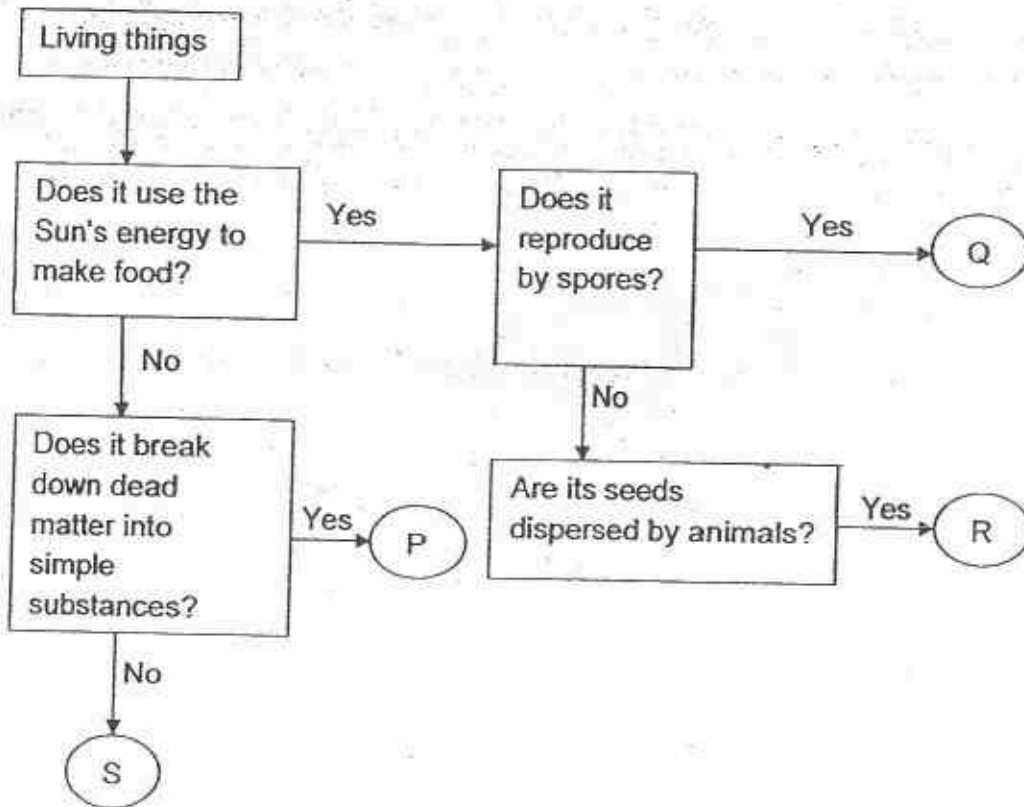 Living things
Does it use the
Sun's energy to
make food?
Yes
Does it
reproduce
by spores?
Yes
Q
No
No
Does it break
down dead
matter into
simple
substances?
Yes
P
Are its seeds
dispersed by animals?
Yes
R
No
S